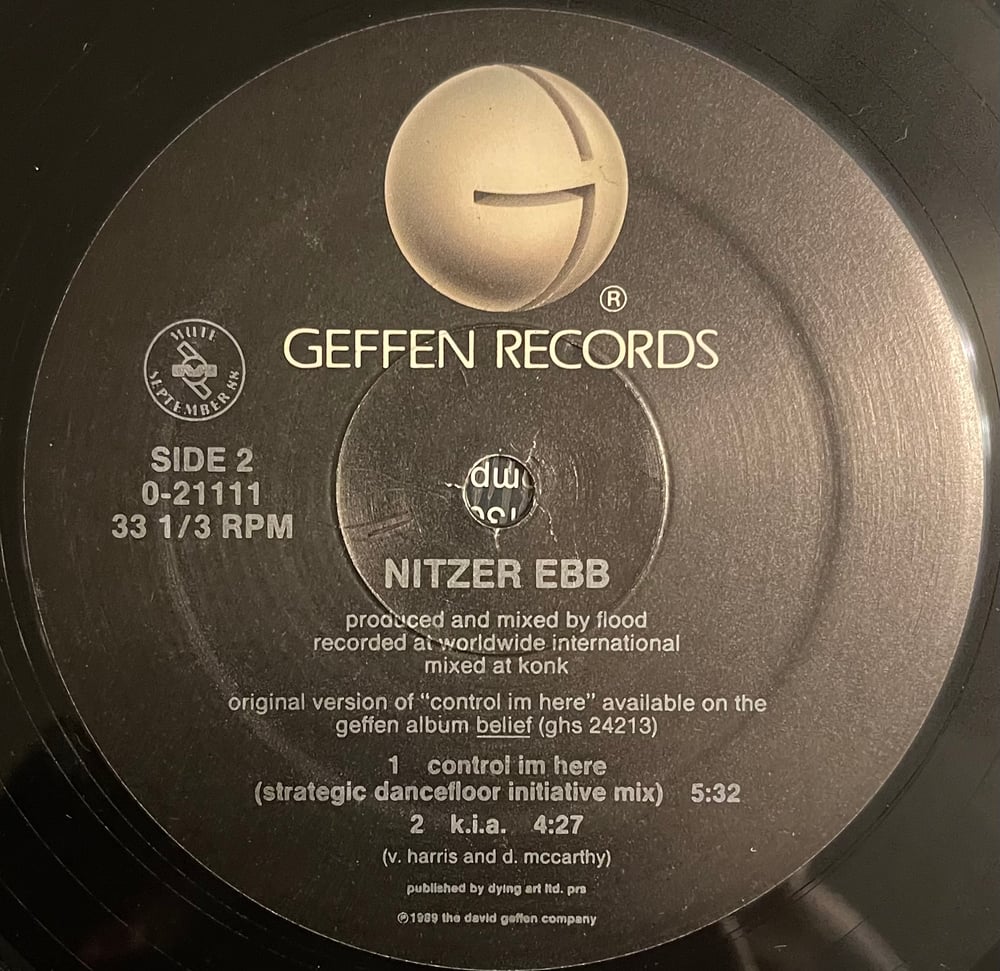 ®
GEFFEN RECORDS
MUTE
SEPTEMBER 88
SIDE 2
0-21111
33 1/3 RPM
NITZER EBB
produced and mixed by flood
recorded at worldwide international
mixed at konk
original version of “control im here” available on the
geffen album belief (ghs 24213)
1 control im here
(strategic dancefloor initiative mix) 5:32
2 k.i.a. 4:27
(v. harris and d. mccarthy)
published by dying art ltd. prs
℗1989 the david geffen company